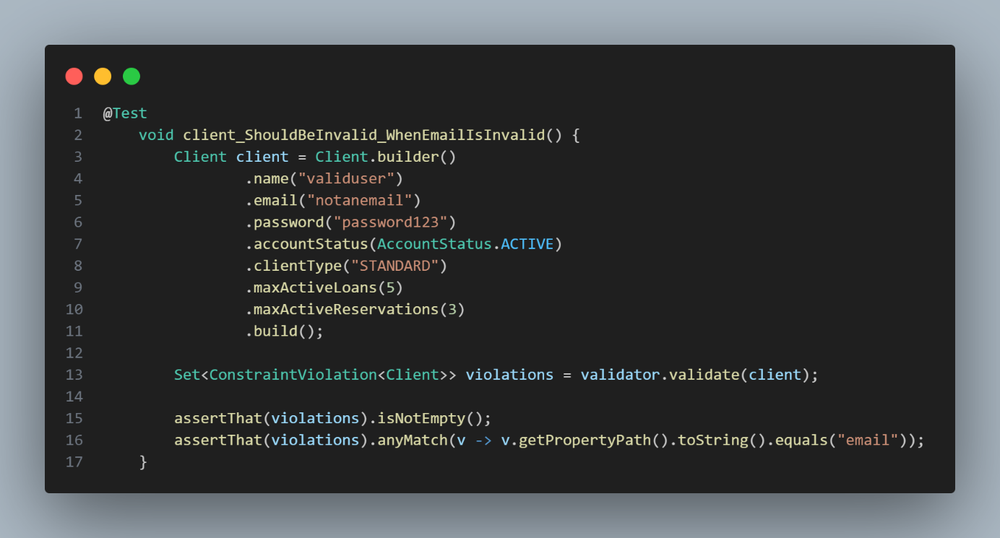 1 @Test
2     void client_ShouldBeInvalid_WhenEmailIsInvalid() {
3         Client client = Client.builder()
4                 .name("validuser")
5                 .email("notanemail")
6                 .password("password123")
7                 .accountStatus(AccountStatus.ACTIVE)
8                 .clientType("STANDARD")
9                 .maxActiveLoans(5)
10                 .maxActiveReservations(3)
11                 .build();
12
13         Set<ConstraintViolation<Client>> violations = validator.validate(client);
14
15         assertThat(violations).isNotEmpty();
16         assertThat(violations).anyMatch(v -> v.getPropertyPath().toString().equals("email"));
17     }